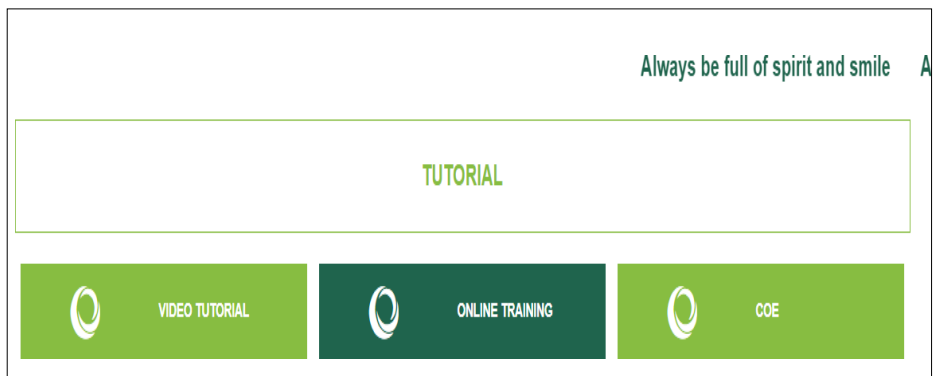 Always be full of spirit and smile A
TUTORIAL
VIDEO TUTORIAL ONLINE TRAINING COE